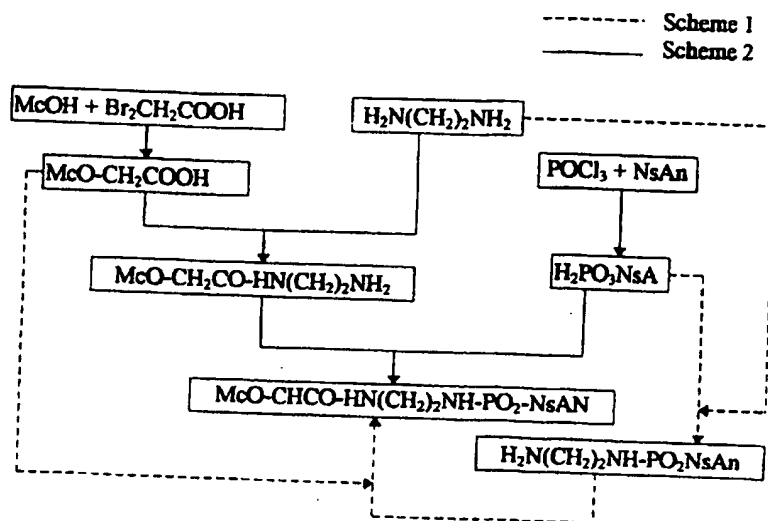 Scheme 1
Scheme 2
McOH + Br₂CH₂COOH
H₂N(CH₂)₂NH₂
McO-CH₂COOH
POCl₃ + NsAn
McO-CH₂CO-HN(CH₂)₂NH₂
H₂PO₃NsA
McO-CHCO-HN(CH₂)₂NH-PO₂-NsAN
H₂N(CH₂)₂NH-PO₂NsAn